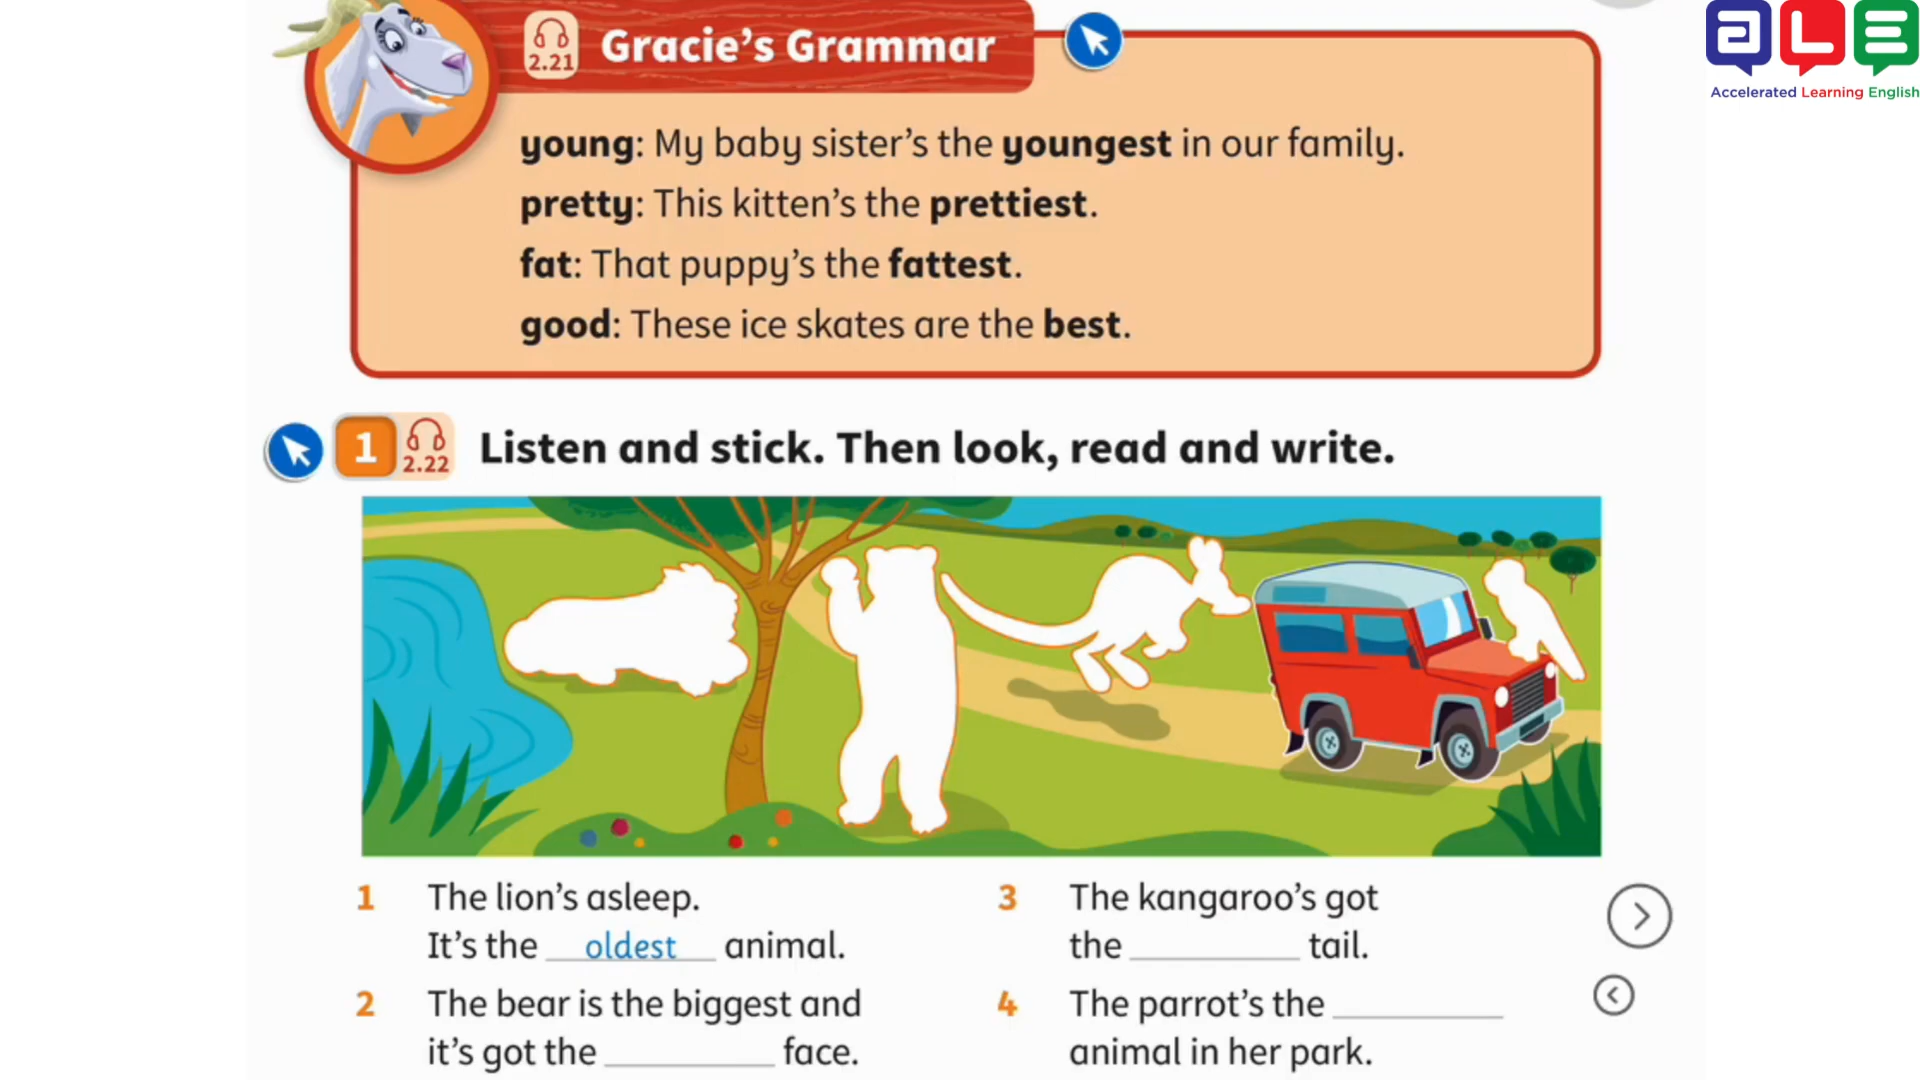 2.21
Gracie's Grammar
aLE
Accelerated Learning English
young: My baby sister's the youngest in our family.
pretty: This kitten's the prettiest.
fat: That puppy's the fattest.
good: These ice skates are the best.
1 2.22 Listen and stick. Then look, read and write.
1 The lion's asleep.
It's the oldest animal.
2 The bear is the biggest and
it's got the __________ face.
3 The kangaroo's got
the __________ tail.
4 The parrot's the __________
animal in her park.